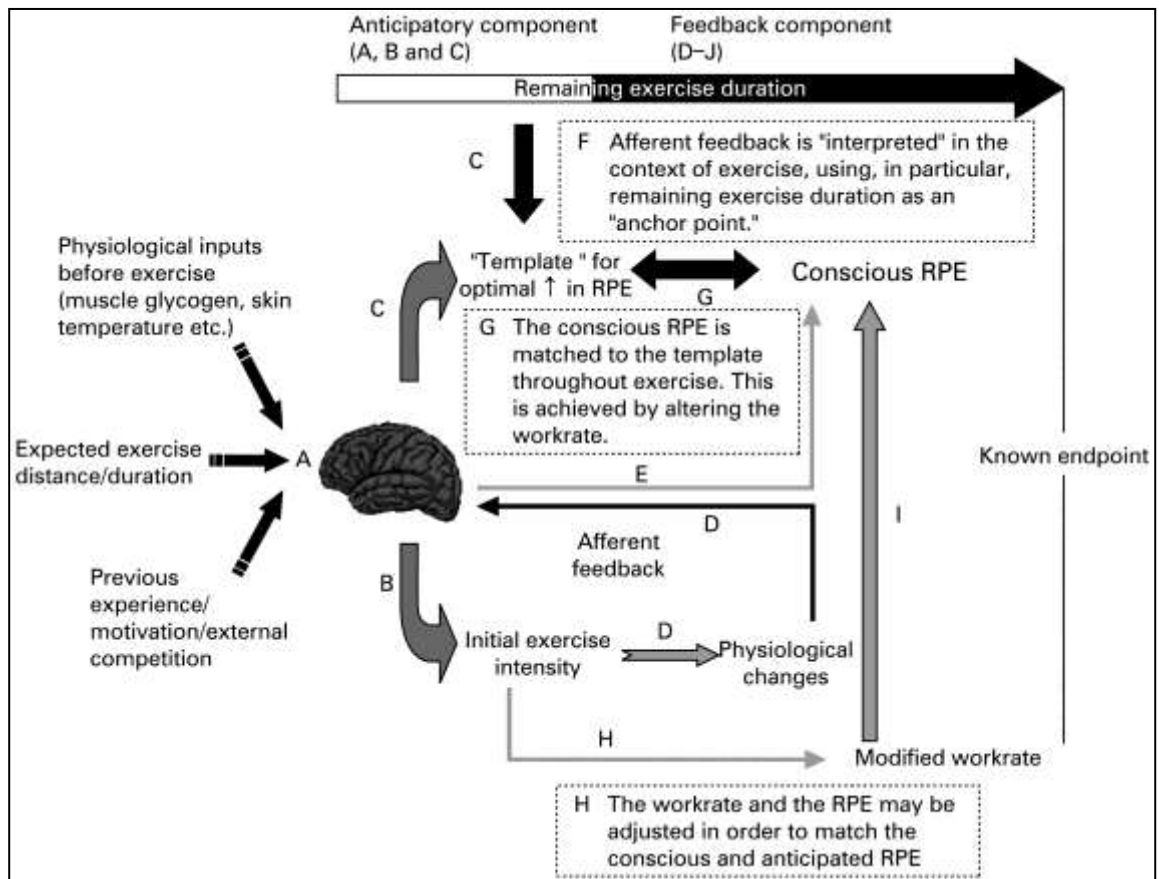 Anticipatory component
(A, B and C)
Feedback component
(D–J)
Remaining exercise duration
C
F Afferent feedback is "interpreted" in the
context of exercise, using, in particular,
remaining exercise duration as an
"anchor point."
Physiological inputs
before exercise
(muscle glycogen, skin
temperature etc.)
C
"Template " for
optimal ↑ in RPE
G
Conscious RPE
G The conscious RPE is
matched to the template
throughout exercise. This
is achieved by altering the
workrate.
Expected exercise
distance/duration
A
E
Known endpoint
D
Afferent
feedback
I
Previous
experience/
motivation/external
competition
B
Initial exercise
intensity
D
Physiological
changes
H
Modified workrate
H The workrate and the RPE may be
adjusted in order to match the
conscious and anticipated RPE